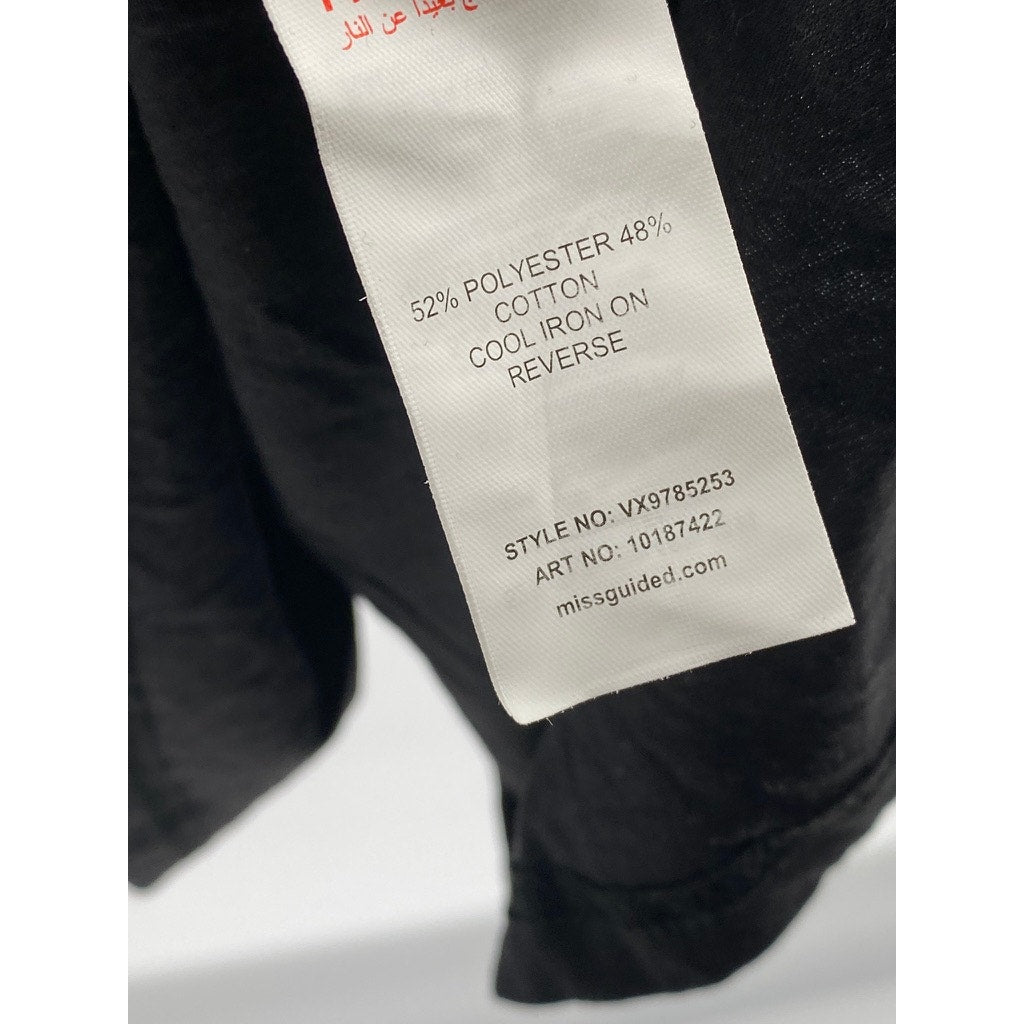 بعيدا عن النار
52% POLYESTER 48%
COTTON
COOL IRON ON
REVERSE
STYLE NO: VX9785253
ART NO: 10187422
missguided.com